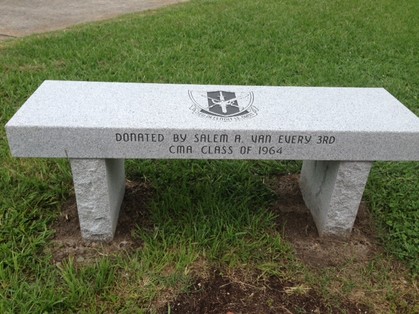 DONATED BY SALEM A. VAN EVERY 3RD
CMA CLASS OF 1964